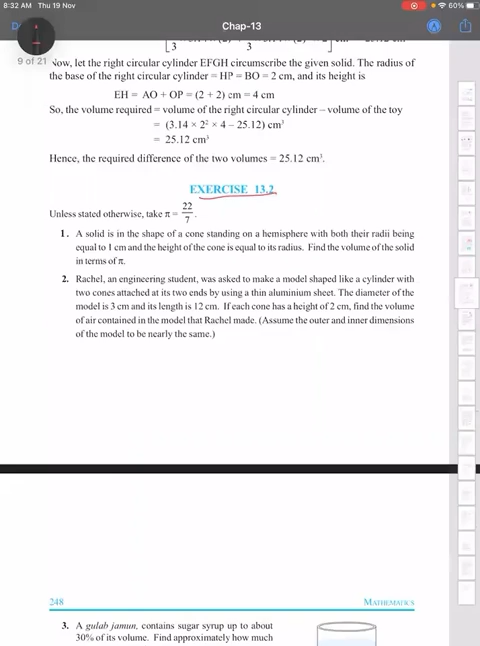 8:32 AM Thu 19 Nov
60%
Chap-13
9 of 21
Now, let the right circular cylinder EFGH circumscribe the given solid. The radius of
the base of the right circular cylinder = HP = BO = 2 cm, and its height is
EH = AO + OP = (2 + 2) cm = 4 cm
So, the volume required = volume of the right circular cylinder – volume of the toy
= (3.14 × 2² × 4 – 25.12) cm³
= 25.12 cm³
Hence, the required difference of the two volumes = 25.12 cm³.
EXERCISE 13.2
Unless stated otherwise, take π = 22/7.
1. A solid is in the shape of a cone standing on a hemisphere with both their radii being
equal to 1 cm and the height of the cone is equal to its radius. Find the volume of the solid
in terms of π.
2. Rachel, an engineering student, was asked to make a model shaped like a cylinder with
two cones attached at its two ends by using a thin aluminium sheet. The diameter of the
model is 3 cm and its length is 12 cm. If each cone has a height of 2 cm, find the volume
of air contained in the model that Rachel made. (Assume the outer and inner dimensions
of the model to be nearly the same.)
248
MATHEMATICS
3. A gulab jamun, contains sugar syrup up to about
30% of its volume. Find approximately how much